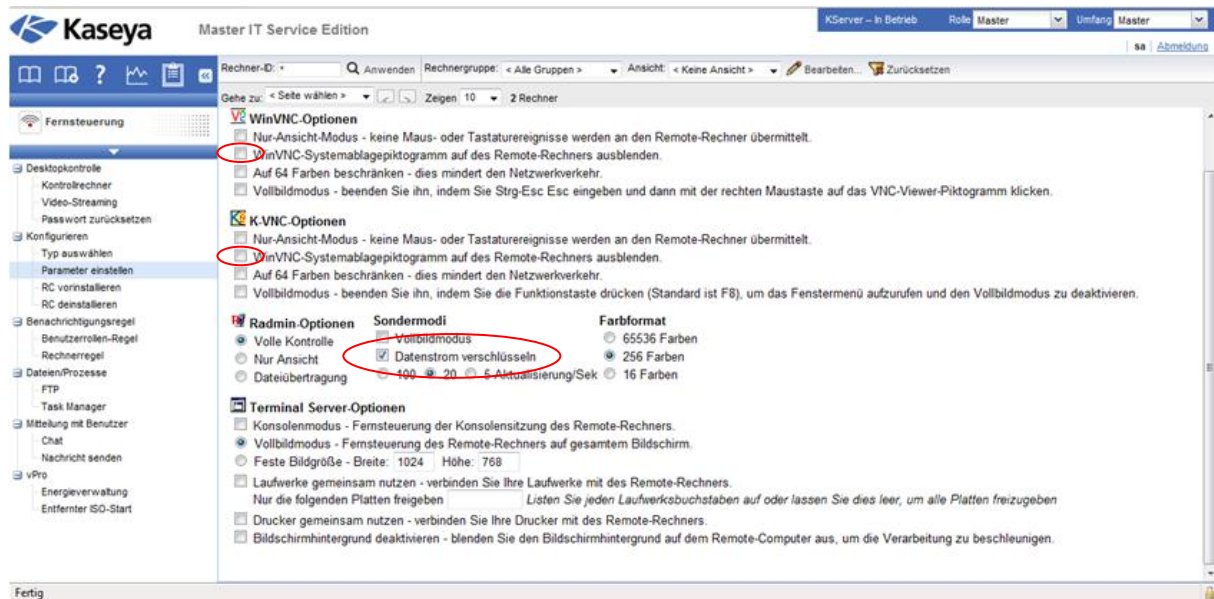 Kaseya Master IT Service Edition
KServer – In Betrieb Rolle Master Umfang Master
sa Abmeldung
Rechner-ID: * Anwenden Rechnergruppe: < Alle Gruppen > Ansicht: < Keine Ansicht > Bearbeiten... Zurücksetzen
Gehe zu: < Seite wählen > Zeigen 10 2 Rechner
Fernsteuerung
Desktopkontrolle
Kontrollrechner
Video-Streaming
Passwort zurücksetzen
Konfigurieren
Typ auswählen
Parameter einstellen
RC vorinstallieren
RC deinstallieren
Benachrichtigungsregel
Benutzerrollen-Regel
Rechnerregel
Dateien/Prozesse
FTP
Task Manager
Mitteilung mit Benutzer
Chat
Nachricht senden
vPro
Energieverwaltung
Entfernter ISO-Start
WinVNC-Optionen
Nur-Ansicht-Modus - keine Maus- oder Tastaturereignisse werden an den Remote-Rechner übermittelt.
WinVNC-Systemablagepiktogramm auf des Remote-Rechners ausblenden.
Auf 64 Farben beschränken - dies mindert den Netzwerkverkehr.
Vollbildmodus - beenden Sie ihn, indem Sie Strg-Esc Esc eingeben und dann mit der rechten Maustaste auf das VNC-Viewer-Piktogramm klicken.
K-VNC-Optionen
Nur-Ansicht-Modus - keine Maus- oder Tastaturereignisse werden an den Remote-Rechner übermittelt.
WinVNC-Systemablagepiktogramm auf des Remote-Rechners ausblenden.
Auf 64 Farben beschränken - dies mindert den Netzwerkverkehr.
Vollbildmodus - beenden Sie ihn, indem Sie die Funktionstaste drücken (Standard ist F8), um das Fenstermenü aufzurufen und den Vollbildmodus zu deaktivieren.
Radmin-Optionen Sondermodi Farbformat
Volle Kontrolle Vollbildmodus 65536 Farben
Nur Ansicht Datenstrom verschlüsseln 256 Farben
Dateiübertragung 100 20 5 Aktualisierung/Sek 16 Farben
Terminal Server-Optionen
Konsolenmodus - Fernsteuerung der Konsolensitzung des Remote-Rechners.
Vollbildmodus - Fernsteuerung des Remote-Rechners auf gesamtem Bildschirm.
Feste Bildgröße - Breite: 1024 Höhe: 768
Laufwerke gemeinsam nutzen - verbinden Sie Ihre Laufwerke mit des Remote-Rechners.
Nur die folgenden Platten freigeben Listen Sie jeden Laufwerksbuchstaben auf oder lassen Sie dies leer, um alle Platten freizugeben
Drucker gemeinsam nutzen - verbinden Sie Ihre Drucker mit des Remote-Rechners.
Bildschirmhintergrund deaktivieren - blenden Sie den Bildschirmhintergrund auf dem Remote-Computer aus, um die Verarbeitung zu beschleunigen.
Fertig